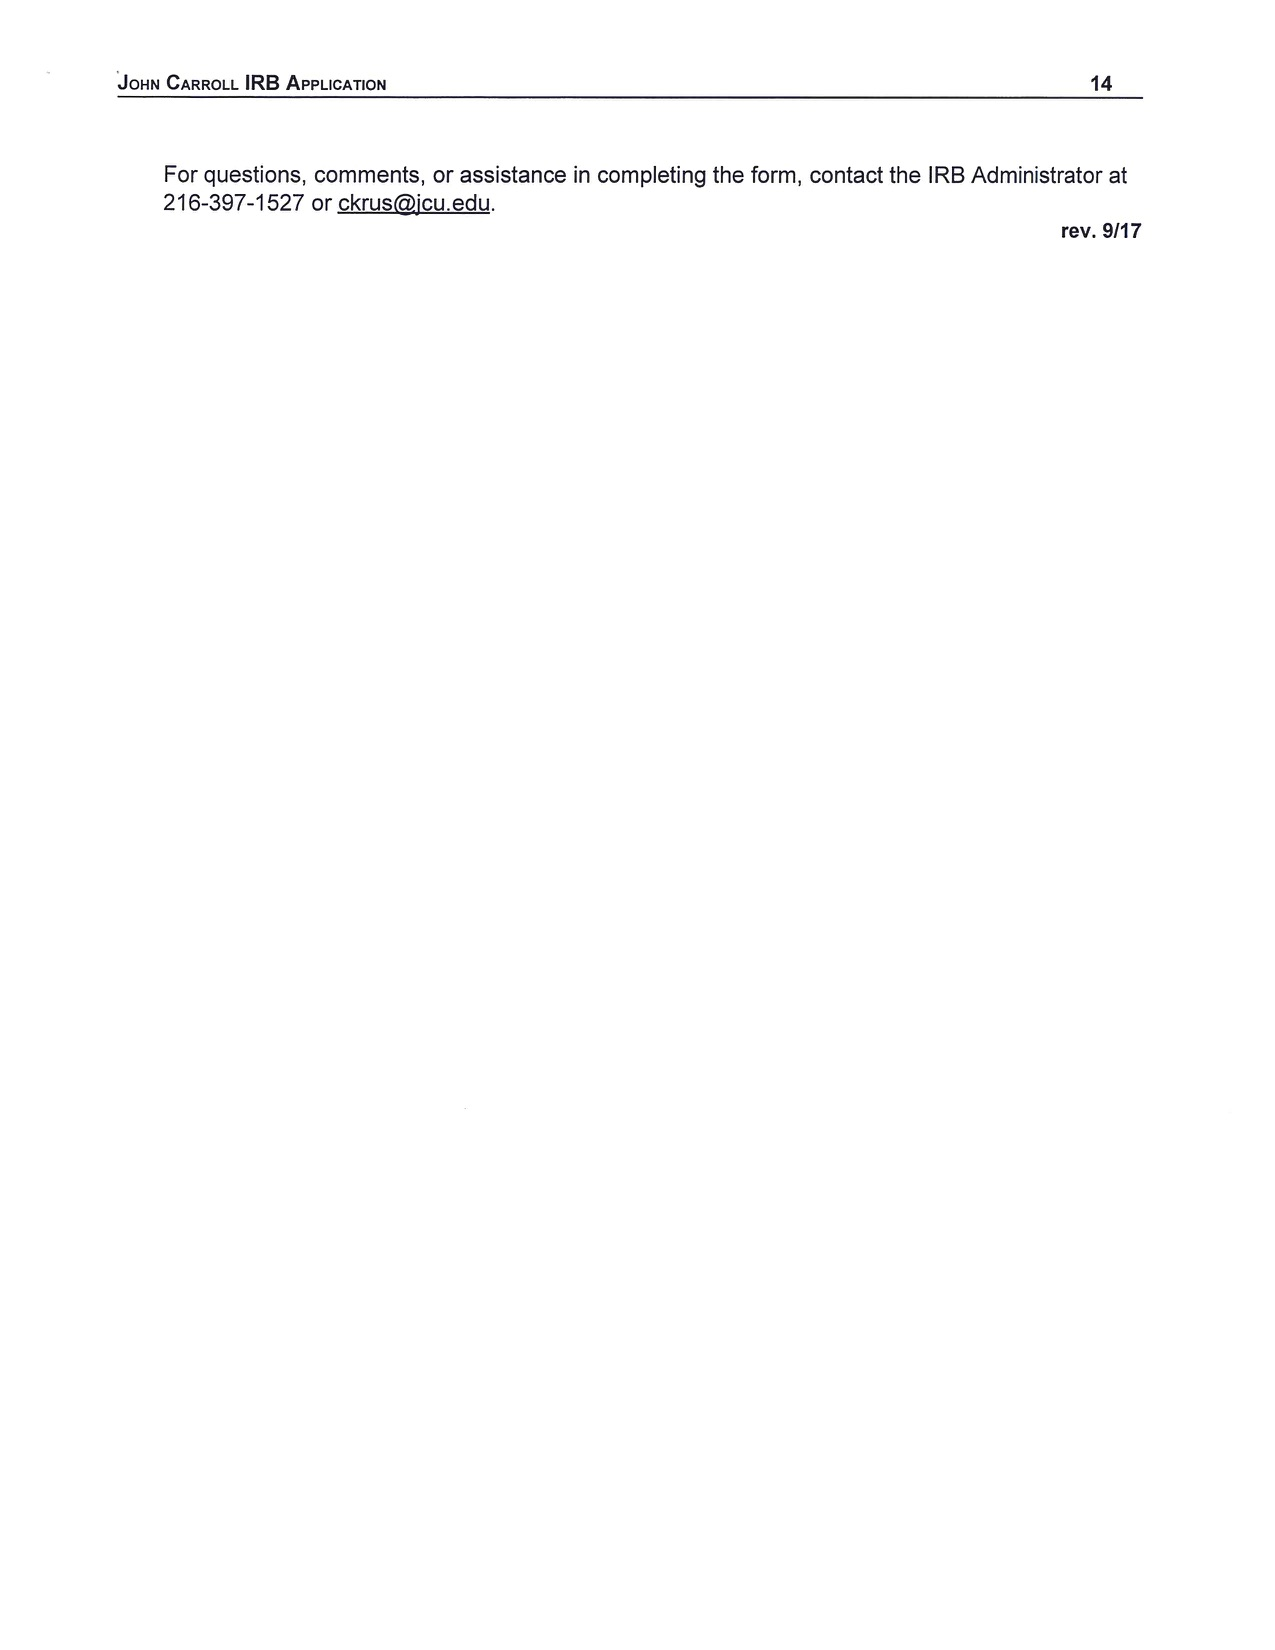 John Carroll IRB Application 14
For questions, comments, or assistance in completing the form, contact the IRB Administrator at
216-397-1527 or ckrus@jcu.edu.
rev. 9/17